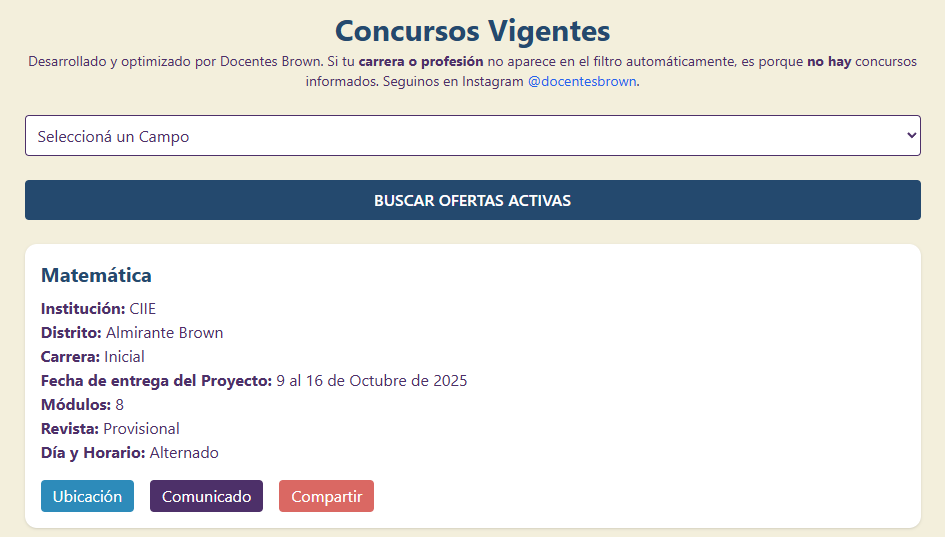 Concursos Vigentes
Desarrollado y optimizado por Docentes Brown. Si tu carrera o profesión no aparece en el filtro automáticamente, es porque no hay concursos
informados. Seguinos en Instagram @docentesbrown.
Seleccioná un Campo
BUSCAR OFERTAS ACTIVAS
Matemática
Institución: CIIE
Distrito: Almirante Brown
Carrera: Inicial
Fecha de entrega del Proyecto: 9 al 16 de Octubre de 2025
Módulos: 8
Revista: Provisional
Día y Horario: Alternado
Ubicación Comunicado Compartir